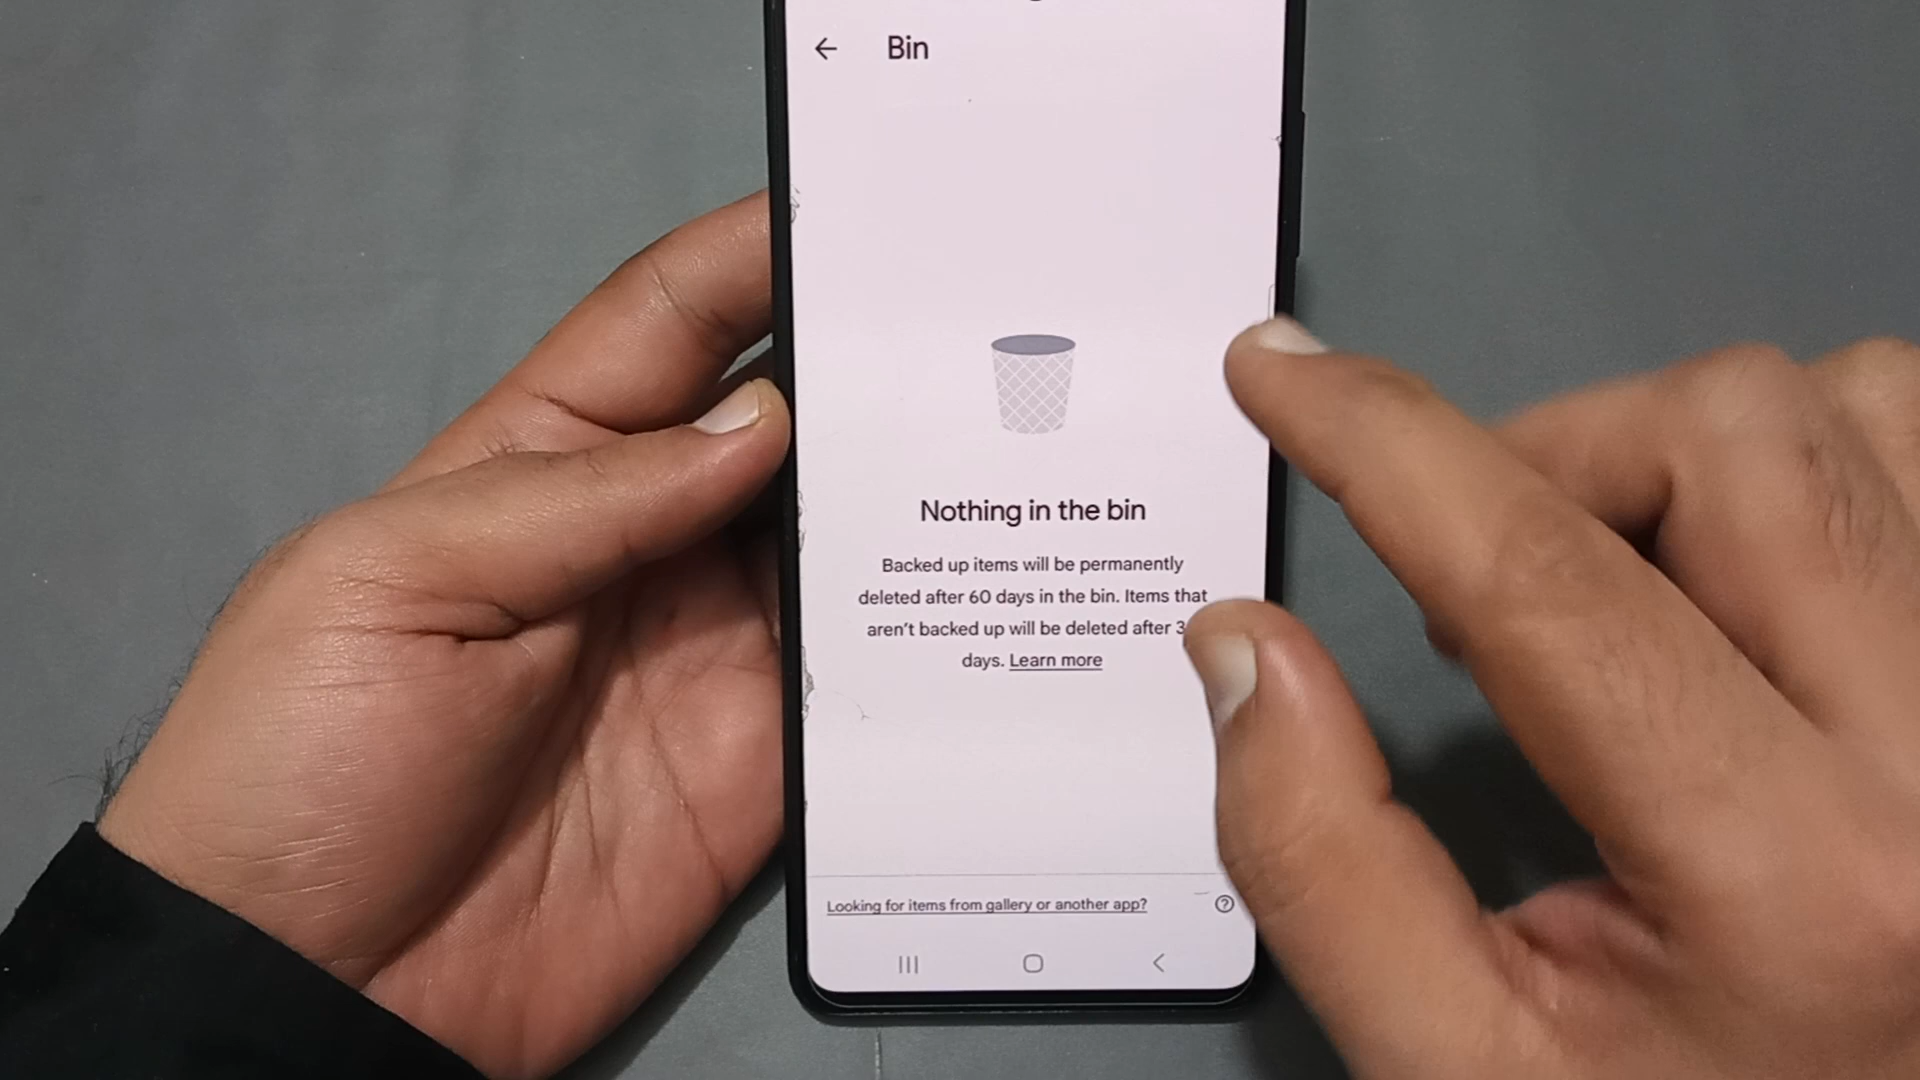 Bin
Nothing in the bin
Backed up items will be permanently
deleted after 60 days in the bin. Items that
aren't backed up will be deleted after
days. Learn more
Looking for items from gallery or another app?